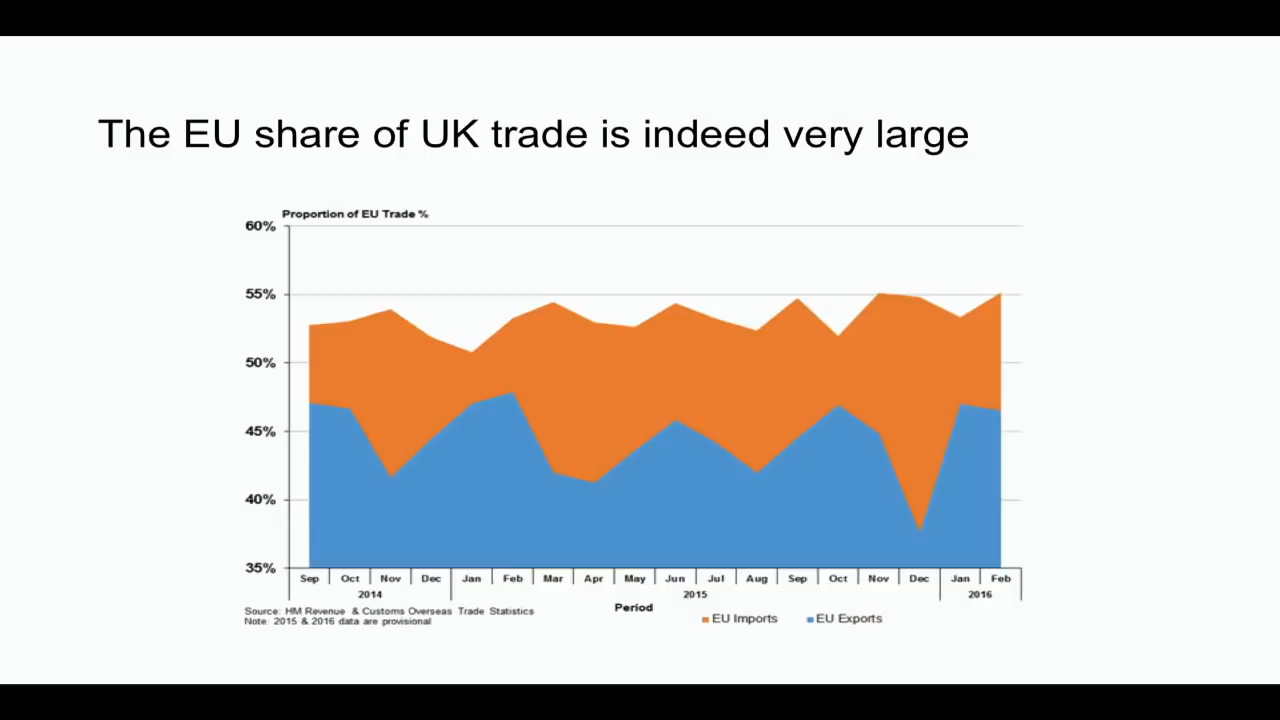 The EU share of UK trade is indeed very large
Proportion of EU Trade %
60%
55%
50%
45%
40%
35%
Sep Oct Nov Dec Jan Feb Mar Apr May Jun Jul Aug Sep Oct Nov Dec Jan Feb
2014 2015 2016
Period
Source: HM Revenue & Customs Overseas Trade Statistics
Note: 2015 & 2016 data are provisional
EU Imports EU Exports